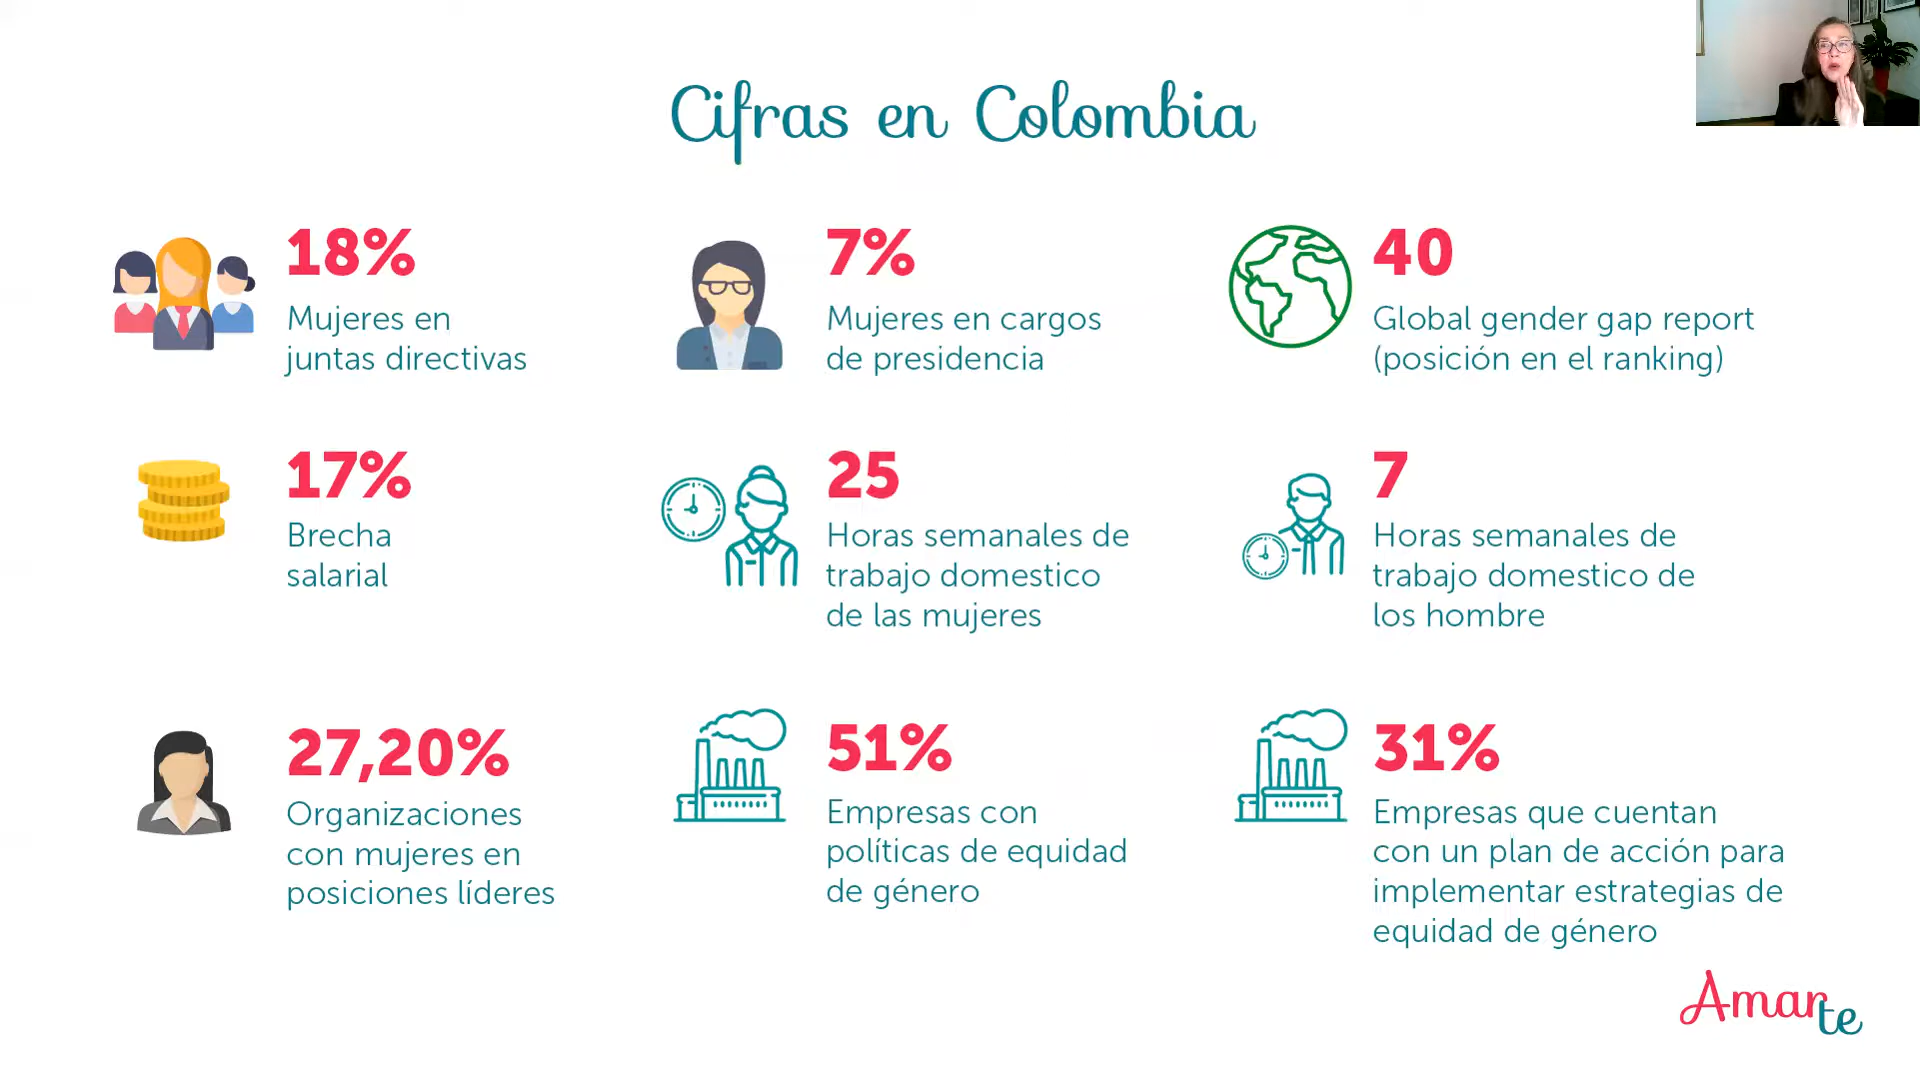 Cifras en Colombia
18%
Mujeres en
juntas directivas
7%
Mujeres en cargos
de presidencia
40
Global gender gap report
(posición en el ranking)
17%
Brecha
salarial
25
Horas semanales de
trabajo domestico
de las mujeres
7
Horas semanales de
trabajo domestico de
los hombre
27,20%
Organizaciones
con mujeres en
posiciones líderes
51%
Empresas con
políticas de equidad
de género
31%
Empresas que cuentan
con un plan de acción para
implementar estrategias de
equidad de género
Amarte